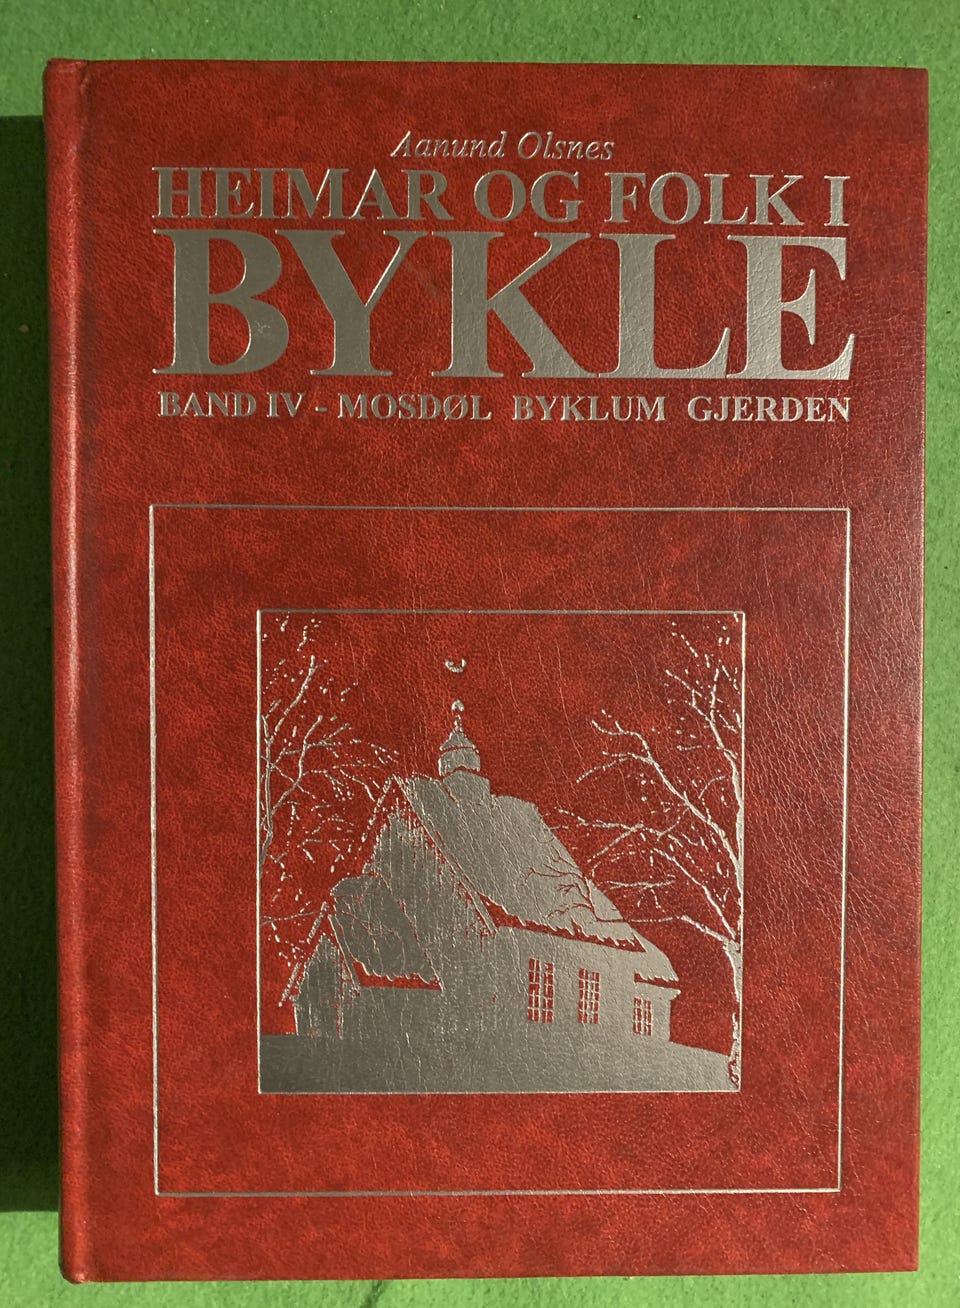 Aanund Olsnes
HEIMAR OG FOLK I
BYKLE
BAND IV - MOSDØL BYKLUM GJERDEN